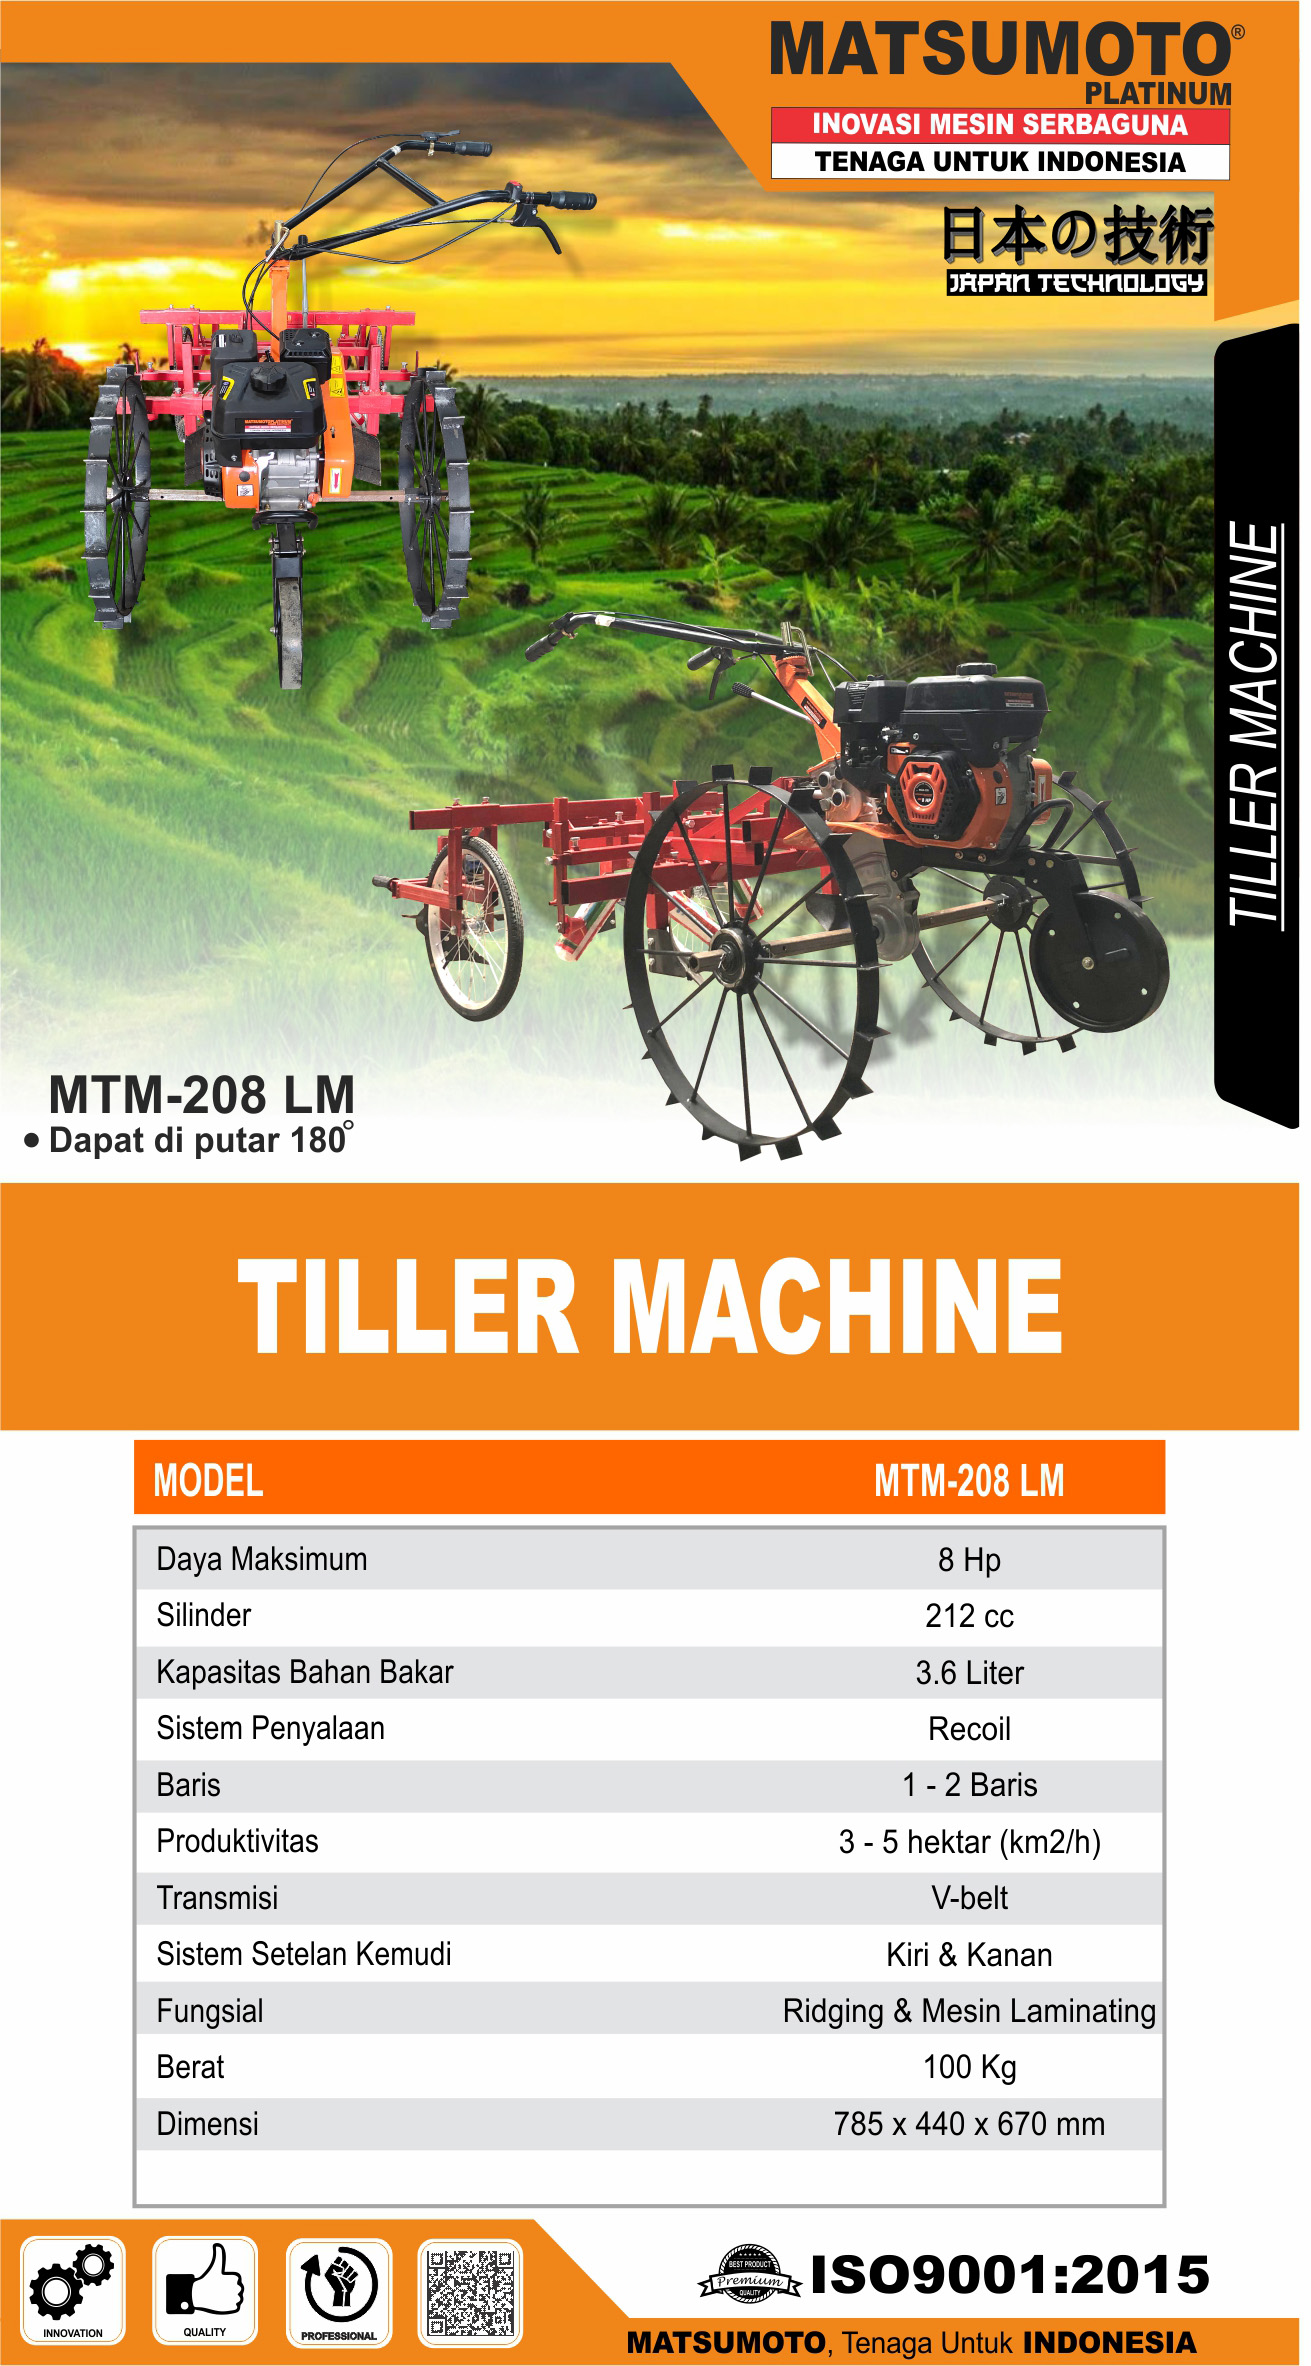 MATSUMOTO®
PLATINUM
INOVASI MESIN SERBAGUNA
TENAGA UNTUK INDONESIA
日本の技術
JAPAN TECHNOLOGY
TILLER MACHINE
MTM-208 LM
• Dapat di putar 180°
TILLER MACHINE
MODEL MTM-208 LM
Daya Maksimum 8 Hp
Silinder 212 cc
Kapasitas Bahan Bakar 3.6 Liter
Sistem Penyalaan Recoil
Baris 1 - 2 Baris
Produktivitas 3 - 5 hektar (km2/h)
Transmisi V-belt
Sistem Setelan Kemudi Kiri & Kanan
Fungsial Ridging & Mesin Laminating
Berat 100 Kg
Dimensi 785 x 440 x 670 mm
INNOVATION
QUALITY
PROFESSIONAL
BEST PRODUCT
Premium
QUALITY
ISO9001:2015
MATSUMOTO, Tenaga Untuk INDONESIA